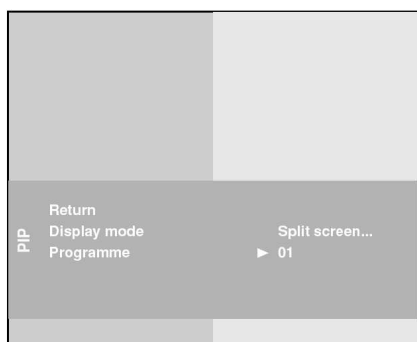 PIP
Return
Display mode Split screen...
Programme ► 01